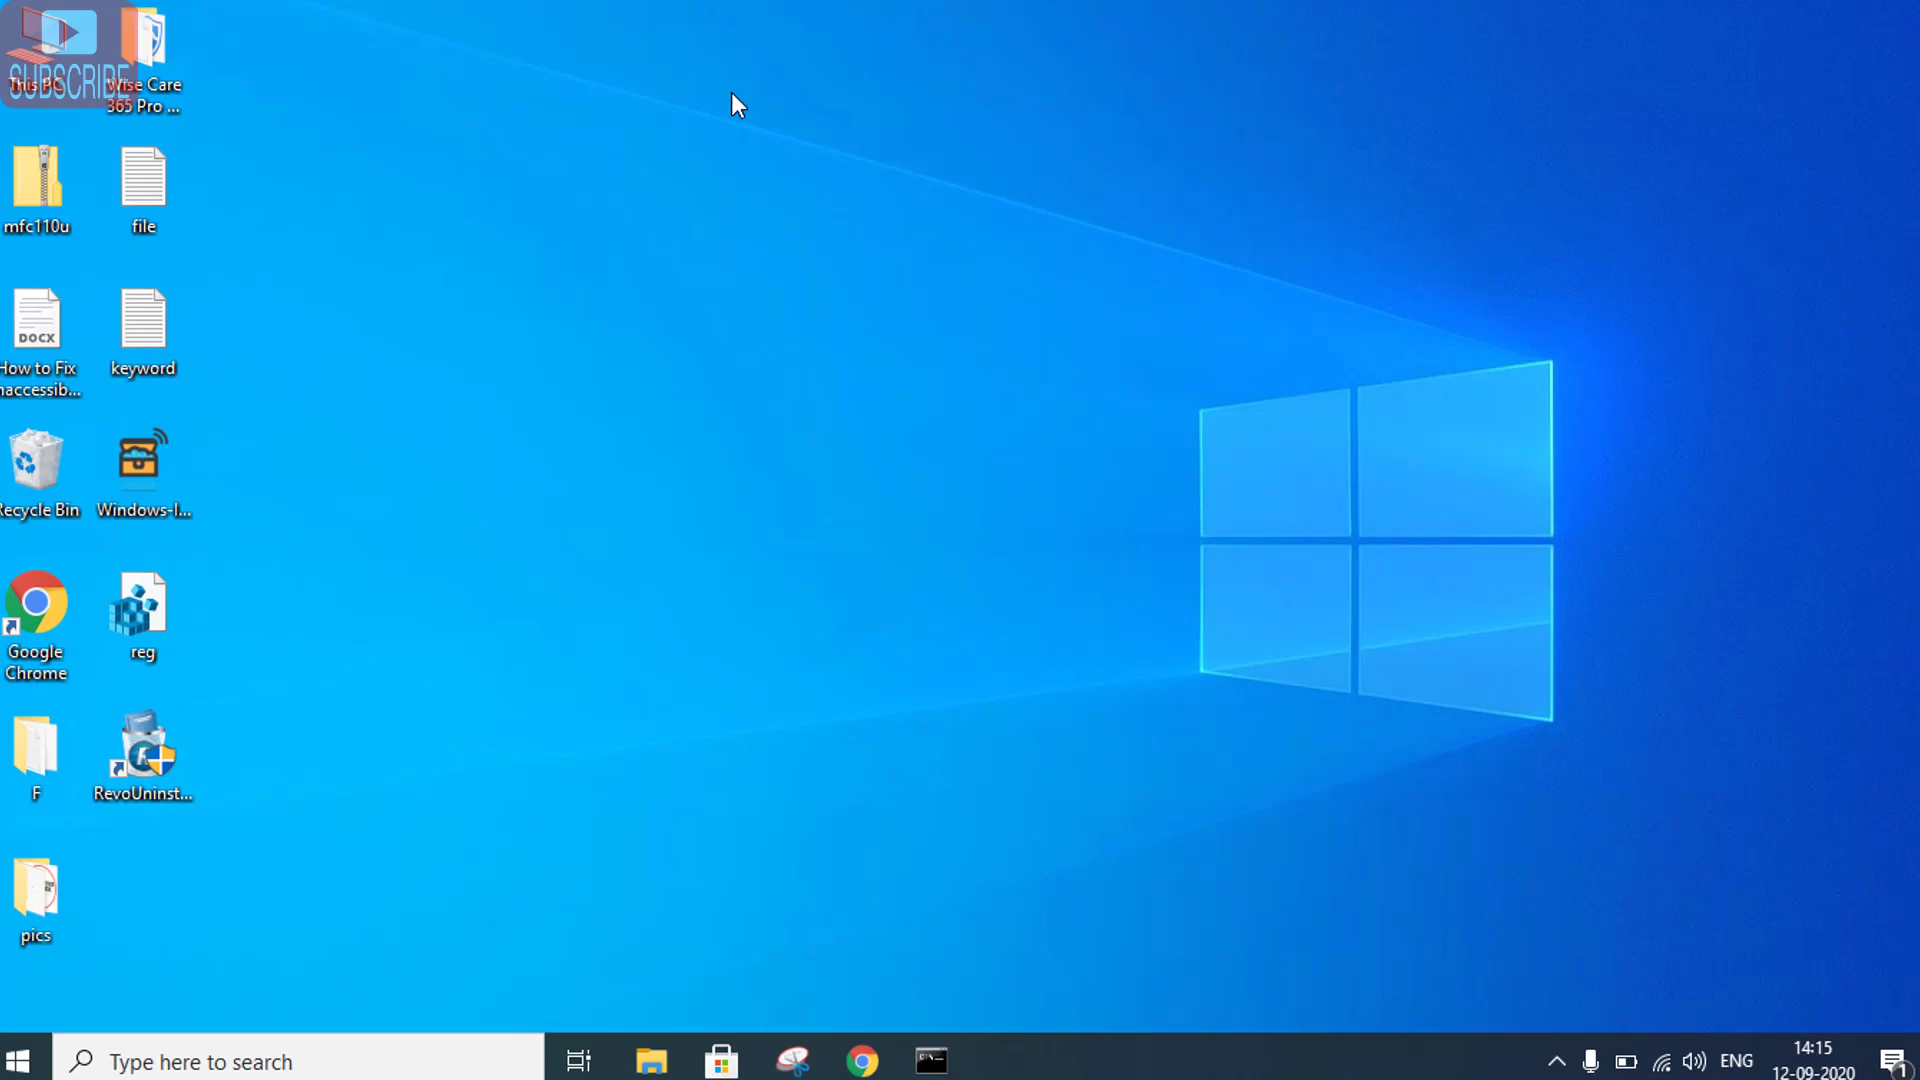 SUBSCRIBE
This PC
Wise Care
365 Pro ...
mfc110u
file
DOCX
How to Fix
naccessib...
keyword
Recycle Bin
Windows-I...
Google
Chrome
reg
F
RevoUninst...
pics
Type here to search
ENG
14:15
12-09-2020
1